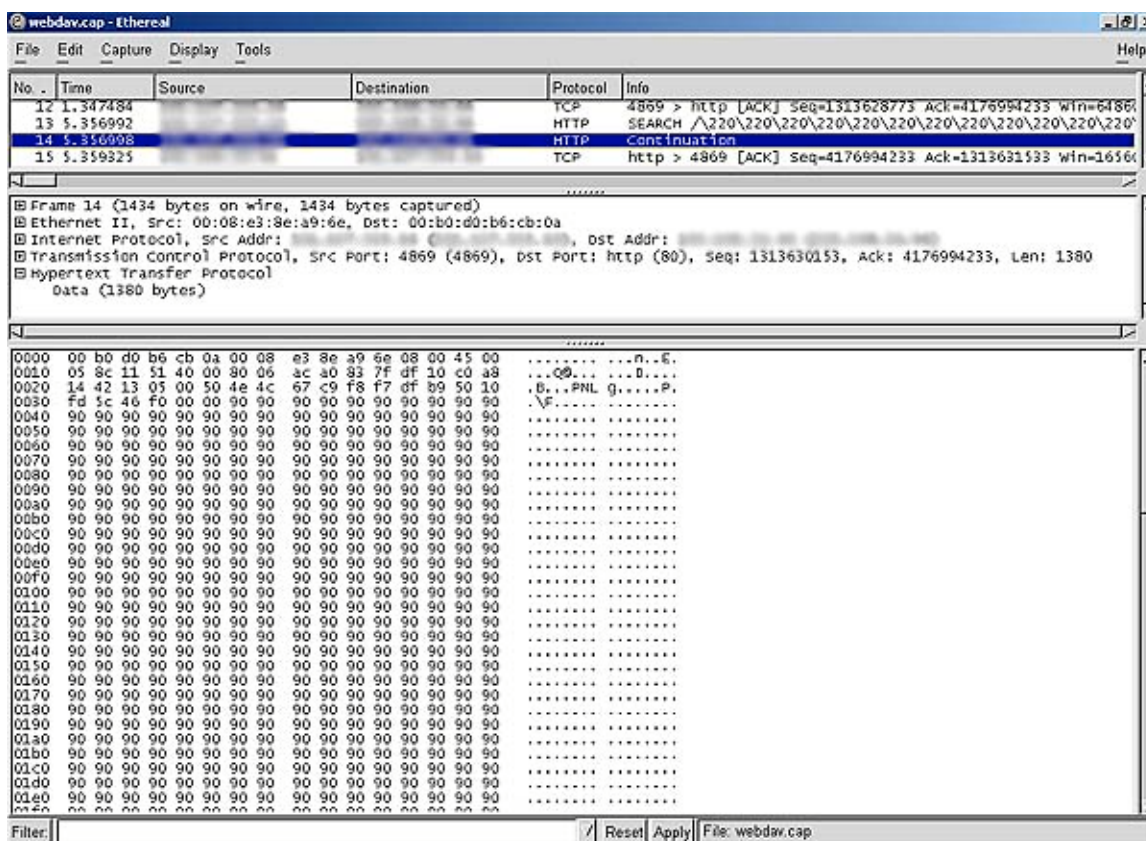 webdav.cap - Ethereal
File Edit Capture Display Tools Help
No. . Time Source Destination Protocol Info
12 1.347484 TCP 4869 > http [ACK] Seq=1313628773 Ack=4176994233 Win=6486
13 5.356992 HTTP SEARCH /\220\220\220\220\220\220\220\220\220\220\220\220\220
14 5.356998 HTTP Continuation
15 5.359325 TCP http > 4869 [ACK] Seq=4176994233 Ack=1313631533 Win=1656
Frame 14 (1434 bytes on wire, 1434 bytes captured)
Ethernet II, Src: 00:08:e3:8e:a9:6e, Dst: 00:b0:d0:b6:cb:0a
Internet Protocol, Src Addr: , Dst Addr:
Transmission Control Protocol, Src Port: 4869 (4869), Dst Port: http (80), Seq: 1313630153, Ack: 4176994233, Len: 1380
Hypertext Transfer Protocol
Data (1380 bytes)
0000 00 b0 d0 b6 cb 0a 00 08 e3 8e a9 6e 08 00 45 00 ........ ...n..E.
0010 05 8c 11 51 40 00 80 06 ac a0 83 7f df 10 c0 a8 ...Q@... ........
0020 14 42 13 05 00 50 4e 4c 67 c9 f8 f7 df b9 50 10 .B...PNL g.....P.
0030 fd 5c 46 f0 00 00 90 90 90 90 90 90 90 90 90 90 .\F..... ........
0040 90 90 90 90 90 90 90 90 90 90 90 90 90 90 90 90 ........ ........
0050 90 90 90 90 90 90 90 90 90 90 90 90 90 90 90 90 ........ ........
0060 90 90 90 90 90 90 90 90 90 90 90 90 90 90 90 90 ........ ........
0070 90 90 90 90 90 90 90 90 90 90 90 90 90 90 90 90 ........ ........
0080 90 90 90 90 90 90 90 90 90 90 90 90 90 90 90 90 ........ ........
0090 90 90 90 90 90 90 90 90 90 90 90 90 90 90 90 90 ........ ........
00a0 90 90 90 90 90 90 90 90 90 90 90 90 90 90 90 90 ........ ........
00b0 90 90 90 90 90 90 90 90 90 90 90 90 90 90 90 90 ........ ........
00c0 90 90 90 90 90 90 90 90 90 90 90 90 90 90 90 90 ........ ........
00d0 90 90 90 90 90 90 90 90 90 90 90 90 90 90 90 90 ........ ........
00e0 90 90 90 90 90 90 90 90 90 90 90 90 90 90 90 90 ........ ........
00f0 90 90 90 90 90 90 90 90 90 90 90 90 90 90 90 90 ........ ........
0100 90 90 90 90 90 90 90 90 90 90 90 90 90 90 90 90 ........ ........
0110 90 90 90 90 90 90 90 90 90 90 90 90 90 90 90 90 ........ ........
0120 90 90 90 90 90 90 90 90 90 90 90 90 90 90 90 90 ........ ........
0130 90 90 90 90 90 90 90 90 90 90 90 90 90 90 90 90 ........ ........
0140 90 90 90 90 90 90 90 90 90 90 90 90 90 90 90 90 ........ ........
0150 90 90 90 90 90 90 90 90 90 90 90 90 90 90 90 90 ........ ........
0160 90 90 90 90 90 90 90 90 90 90 90 90 90 90 90 90 ........ ........
0170 90 90 90 90 90 90 90 90 90 90 90 90 90 90 90 90 ........ ........
0180 90 90 90 90 90 90 90 90 90 90 90 90 90 90 90 90 ........ ........
0190 90 90 90 90 90 90 90 90 90 90 90 90 90 90 90 90 ........ ........
01a0 90 90 90 90 90 90 90 90 90 90 90 90 90 90 90 90 ........ ........
01b0 90 90 90 90 90 90 90 90 90 90 90 90 90 90 90 90 ........ ........
01c0 90 90 90 90 90 90 90 90 90 90 90 90 90 90 90 90 ........ ........
01d0 90 90 90 90 90 90 90 90 90 90 90 90 90 90 90 90 ........ ........
01e0 90 90 90 90 90 90 90 90 90 90 90 90 90 90 90 90 ........ ........
Filter: Reset Apply File: webdav.cap